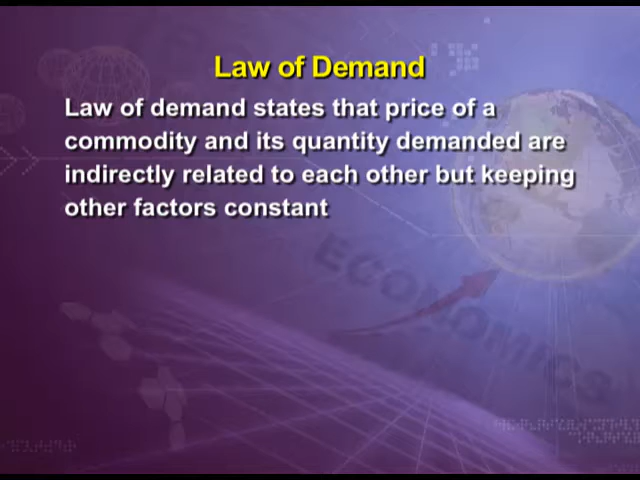 Law of Demand
Law of demand states that price of a
commodity and its quantity demanded are
indirectly related to each other but keeping
other factors constant
ECONOMICS